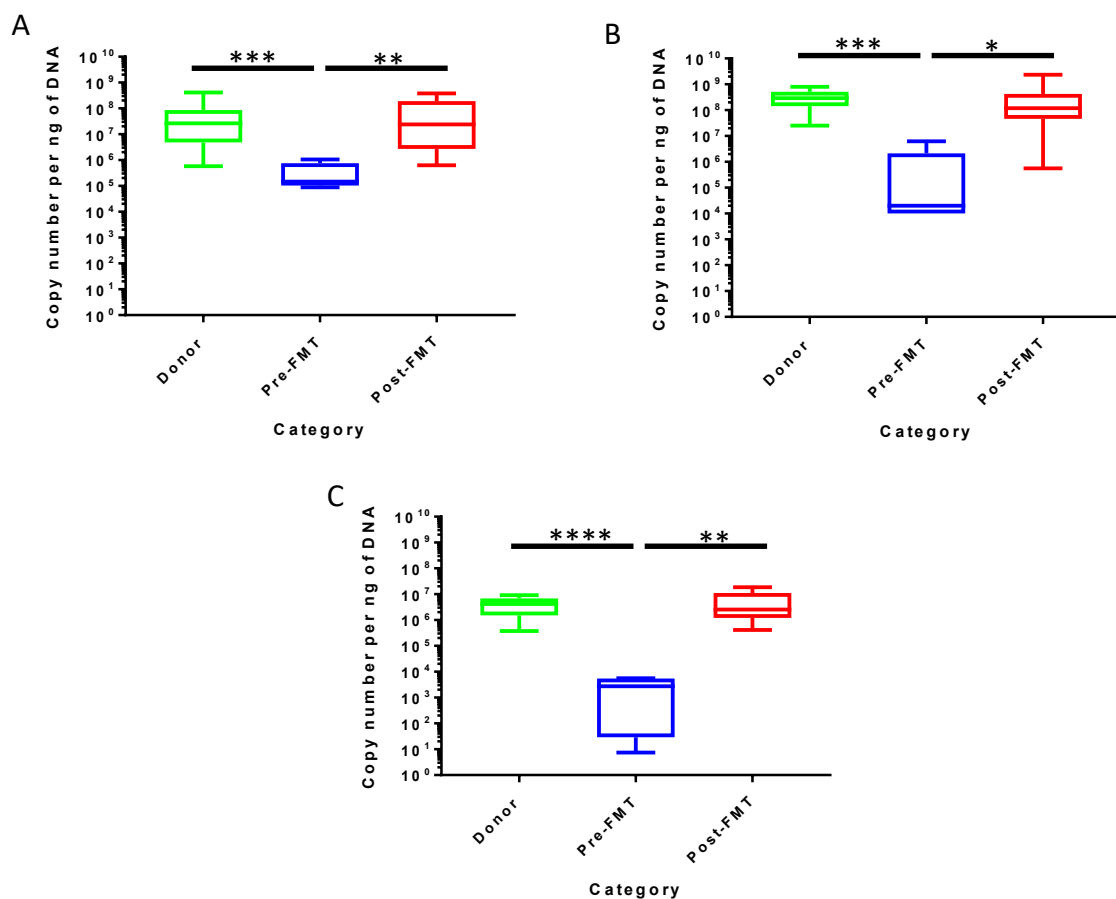 A
Copy number per ng of DNA
10^10
10^9
10^8
10^7
10^6
10^5
10^4
10^3
10^2
10^1
10^0
*** **
Donor
Pre-FMT
Post-FMT
Category
B
Copy number per ng of DNA
10^10
10^9
10^8
10^7
10^6
10^5
10^4
10^3
10^2
10^1
10^0
*** *
Donor
Pre-FMT
Post-FMT
Category
C
Copy number per ng of DNA
10^10
10^9
10^8
10^7
10^6
10^5
10^4
10^3
10^2
10^1
10^0
**** **
Donor
Pre-FMT
Post-FMT
Category